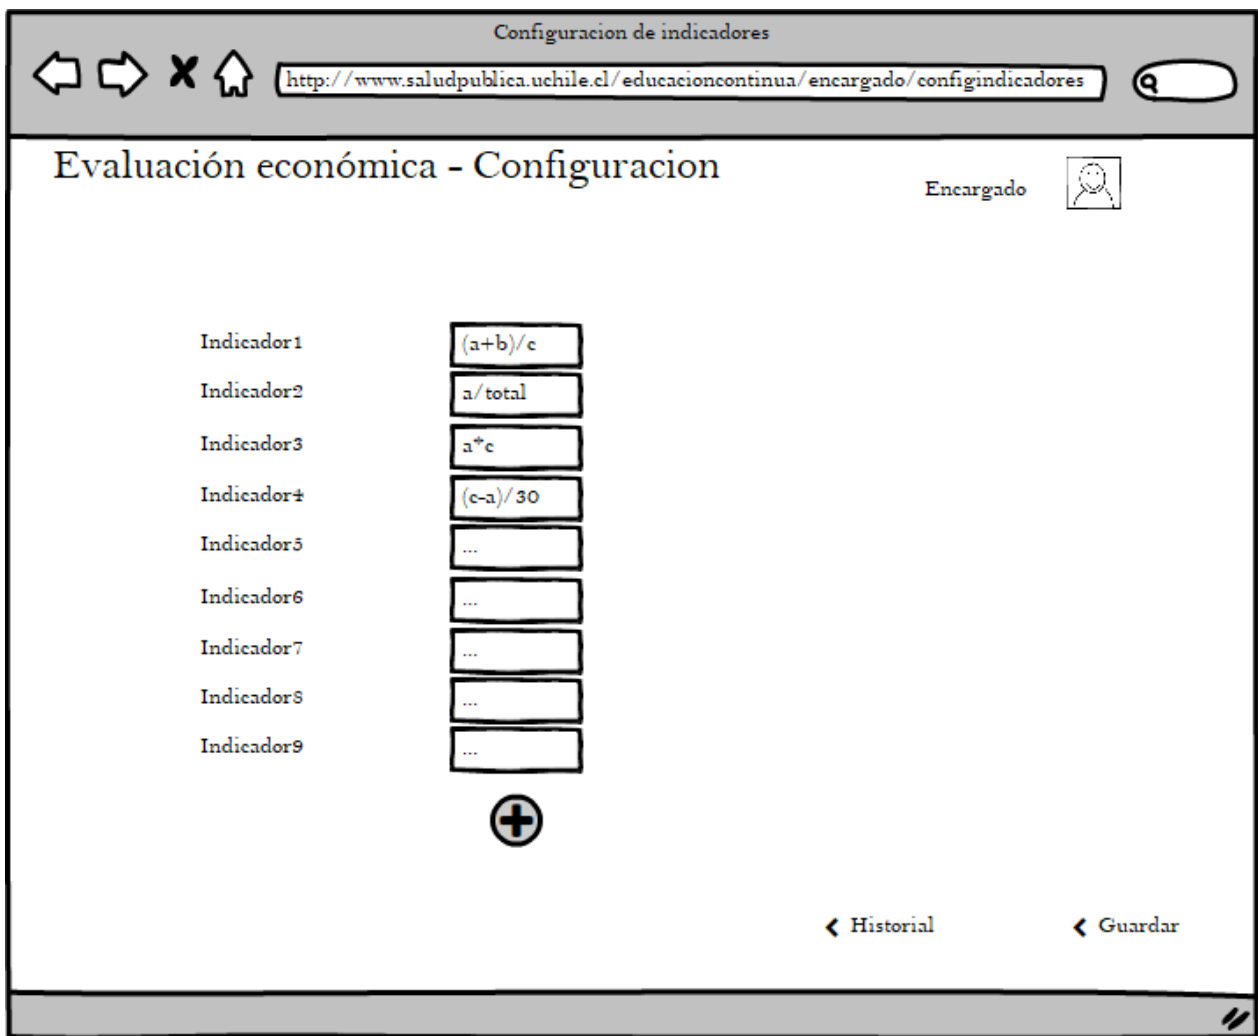 Configuracion de indicadores
http://www.saludpublica.uchile.cl/educacioncontinua/encargado/configindicadores
Evaluación económica - Configuracion
Encargado
Indicador1 (a+b)/c
Indicador2 a/total
Indicador3 a*c
Indicador4 (c-a)/30
Indicador5 ...
Indicador6 ...
Indicador7 ...
Indicador8 ...
Indicador9 ...
Historial Guardar